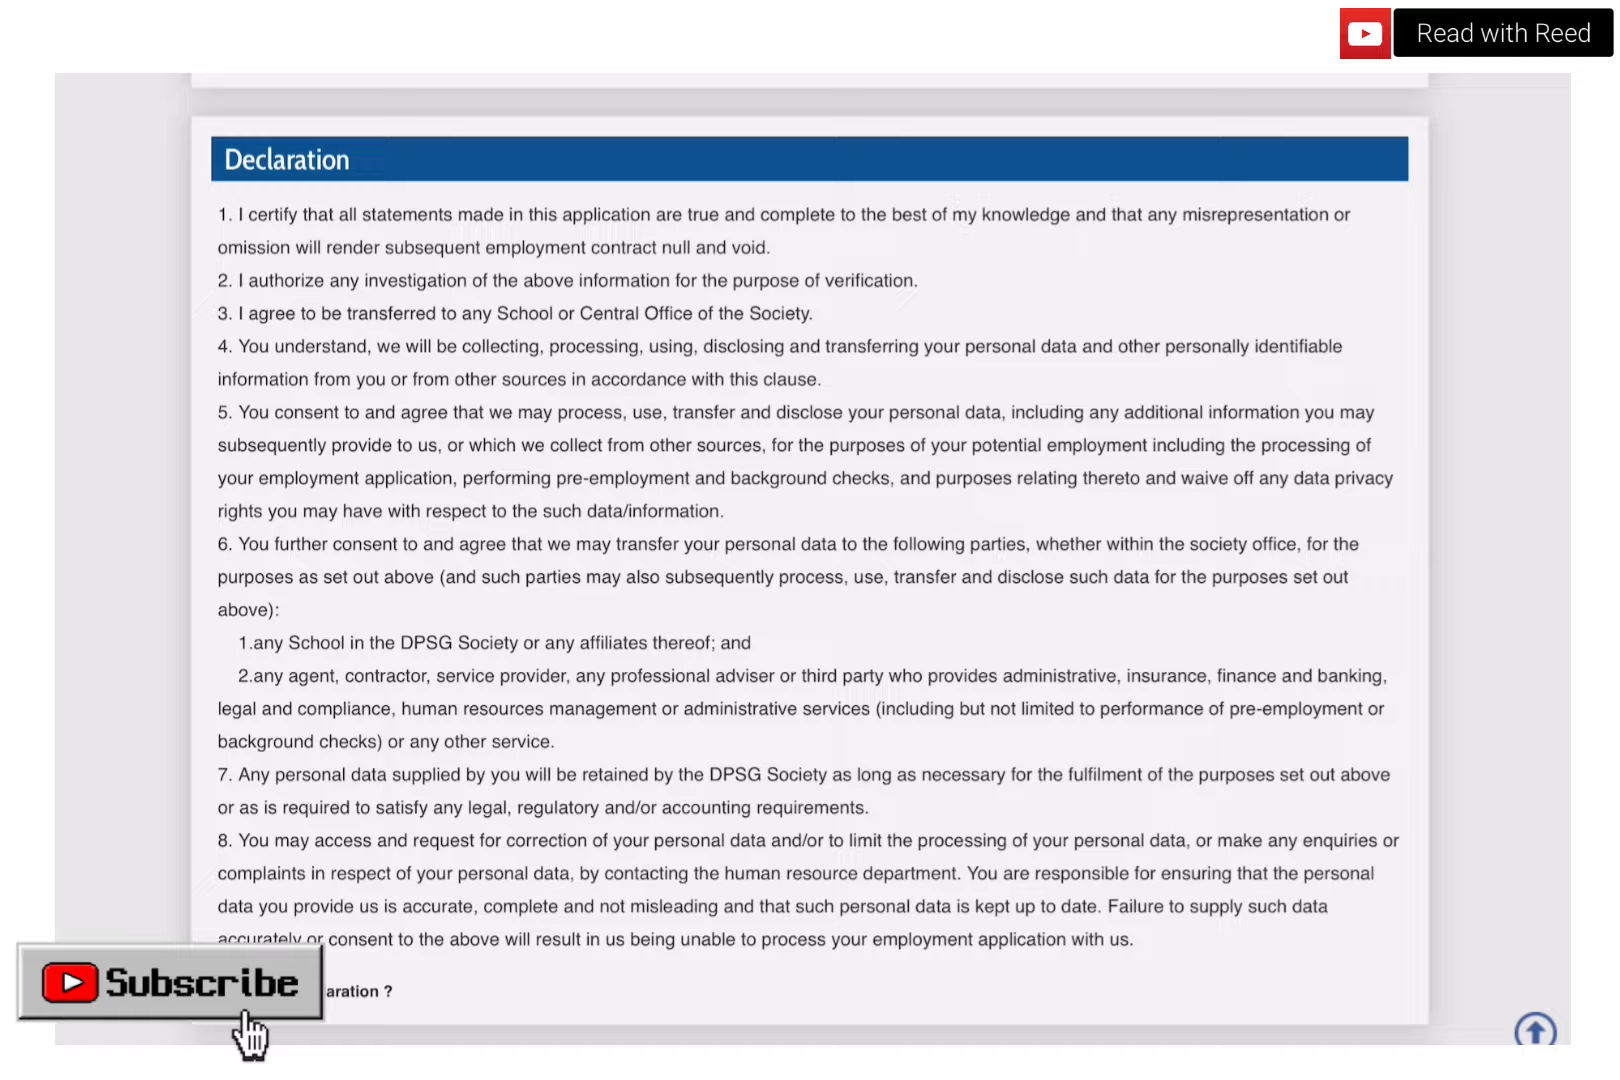 Read with Reed
Declaration
1. I certify that all statements made in this application are true and complete to the best of my knowledge and that any misrepresentation or
omission will render subsequent employment contract null and void.
2. I authorize any investigation of the above information for the purpose of verification.
3. I agree to be transferred to any School or Central Office of the Society.
4. You understand, we will be collecting, processing, using, disclosing and transferring your personal data and other personally identifiable
information from you or from other sources in accordance with this clause.
5. You consent to and agree that we may process, use, transfer and disclose your personal data, including any additional information you may
subsequently provide to us, or which we collect from other sources, for the purposes of your potential employment including the processing of
your employment application, performing pre-employment and background checks, and purposes relating thereto and waive off any data privacy
rights you may have with respect to the such data/information.
6. You further consent to and agree that we may transfer your personal data to the following parties, whether within the society office, for the
purposes as set out above (and such parties may also subsequently process, use, transfer and disclose such data for the purposes set out
above):
1.any School in the DPSG Society or any affiliates thereof; and
2.any agent, contractor, service provider, any professional adviser or third party who provides administrative, insurance, finance and banking,
legal and compliance, human resources management or administrative services (including but not limited to performance of pre-employment or
background checks) or any other service.
7. Any personal data supplied by you will be retained by the DPSG Society as long as necessary for the fulfilment of the purposes set out above
or as is required to satisfy any legal, regulatory and/or accounting requirements.
8. You may access and request for correction of your personal data and/or to limit the processing of your personal data, or make any enquiries or
complaints in respect of your personal data, by contacting the human resource department. You are responsible for ensuring that the personal
data you provide us is accurate, complete and not misleading and that such personal data is kept up to date. Failure to supply such data
accurately or consent to the above will result in us being unable to process your employment application with us.
Subscribe
aration ?